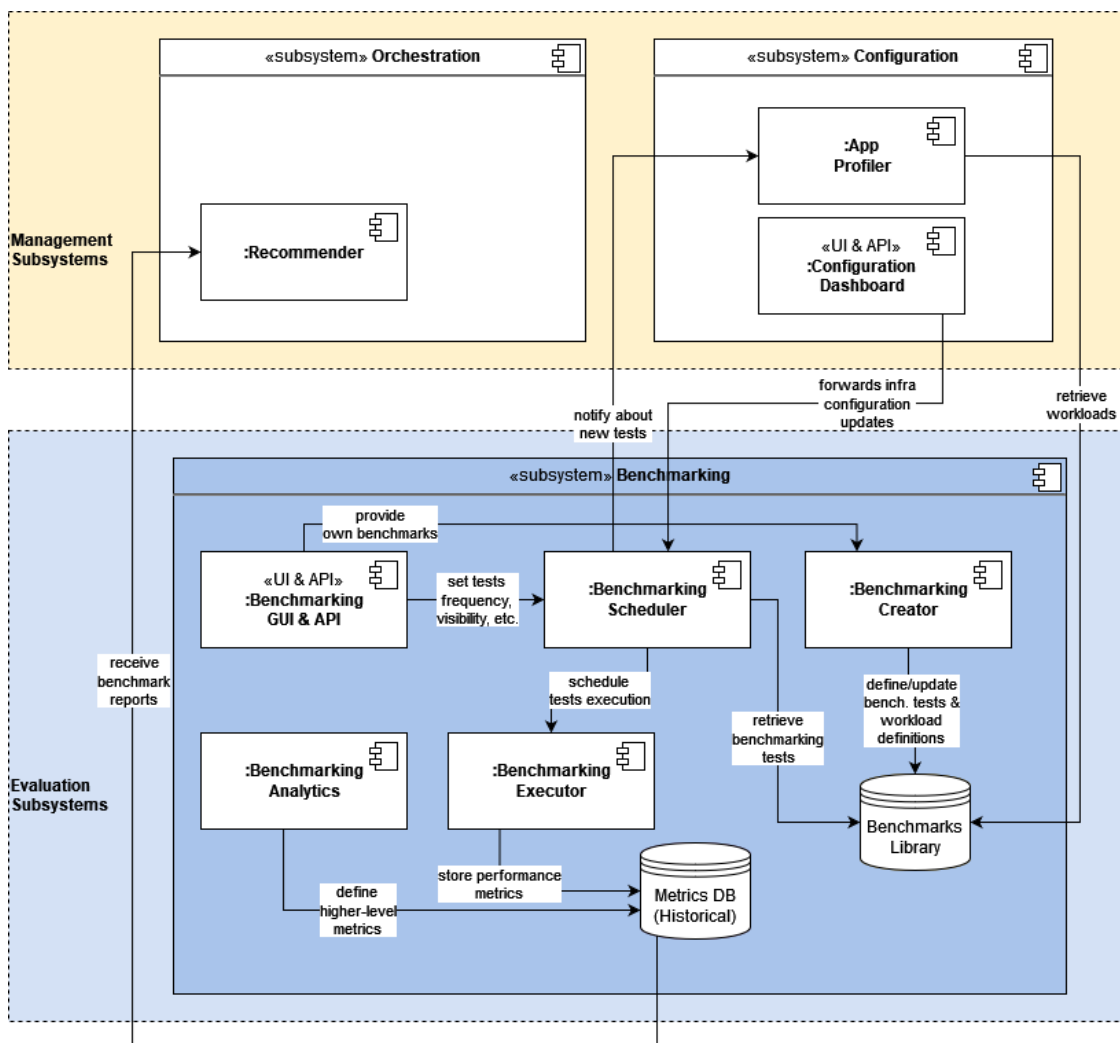 «subsystem» Orchestration
«subsystem» Configuration
:App
Profiler
Management
Subsystems
:Recommender
«UI & API»
:Configuration
Dashboard
forwards infra
configuration
updates
retrieve
workloads
notify about
new tests
«subsystem» Benchmarking
provide
own benchmarks
«UI & API»
:Benchmarking
GUI & API
set tests
frequency,
visibility, etc.
:Benchmarking
Scheduler
:Benchmarking
Creator
receive
benchmark
reports
schedule
tests execution
define/update
bench. tests &
workload
definitions
retrieve
benchmarking
tests
Evaluation
Subsystems
:Benchmarking
Analytics
:Benchmarking
Executor
Benchmarks
Library
store performance
metrics
define
higher-level
metrics
Metrics DB
(Historical)